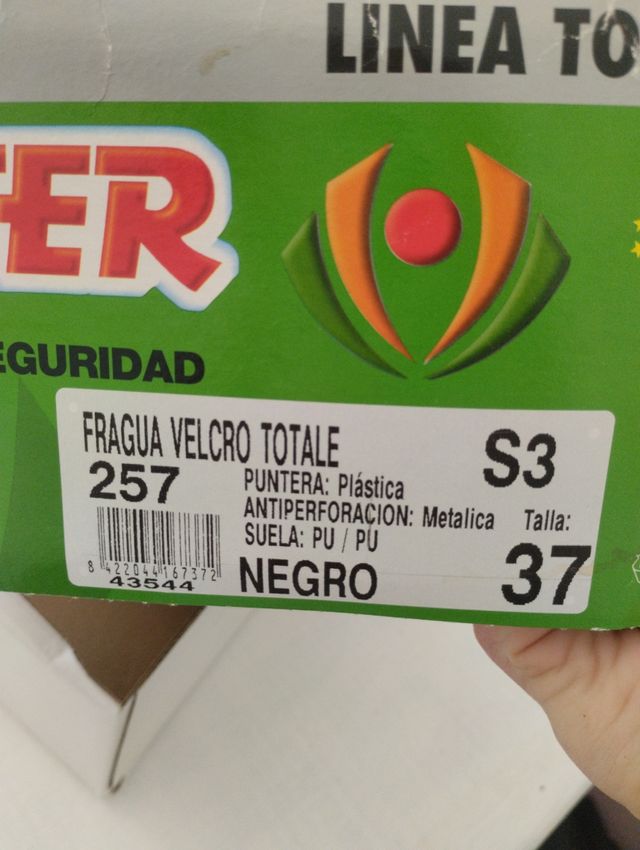 LINEA TO
FER
EGURIDAD
FRAGUA VELCRO TOTALE
S3
257
PUNTERA: Plástica
ANTIPERFORACION: Metalica
Talla:
SUELA: PU / PU
8 422044 167372
43544
NEGRO
37